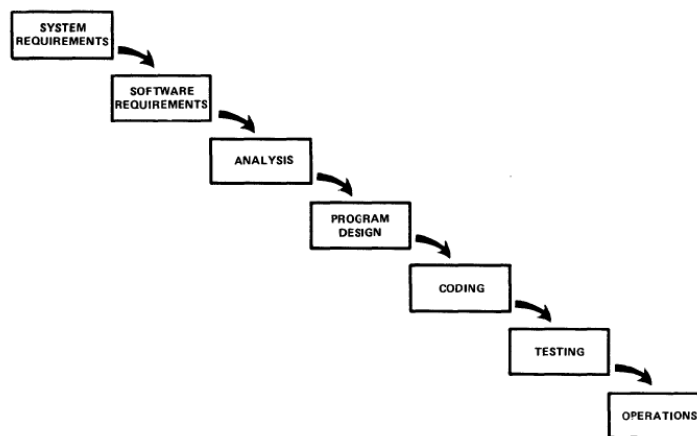 SYSTEM
REQUIREMENTS
SOFTWARE
REQUIREMENTS
ANALYSIS
PROGRAM
DESIGN
CODING
TESTING
OPERATIONS